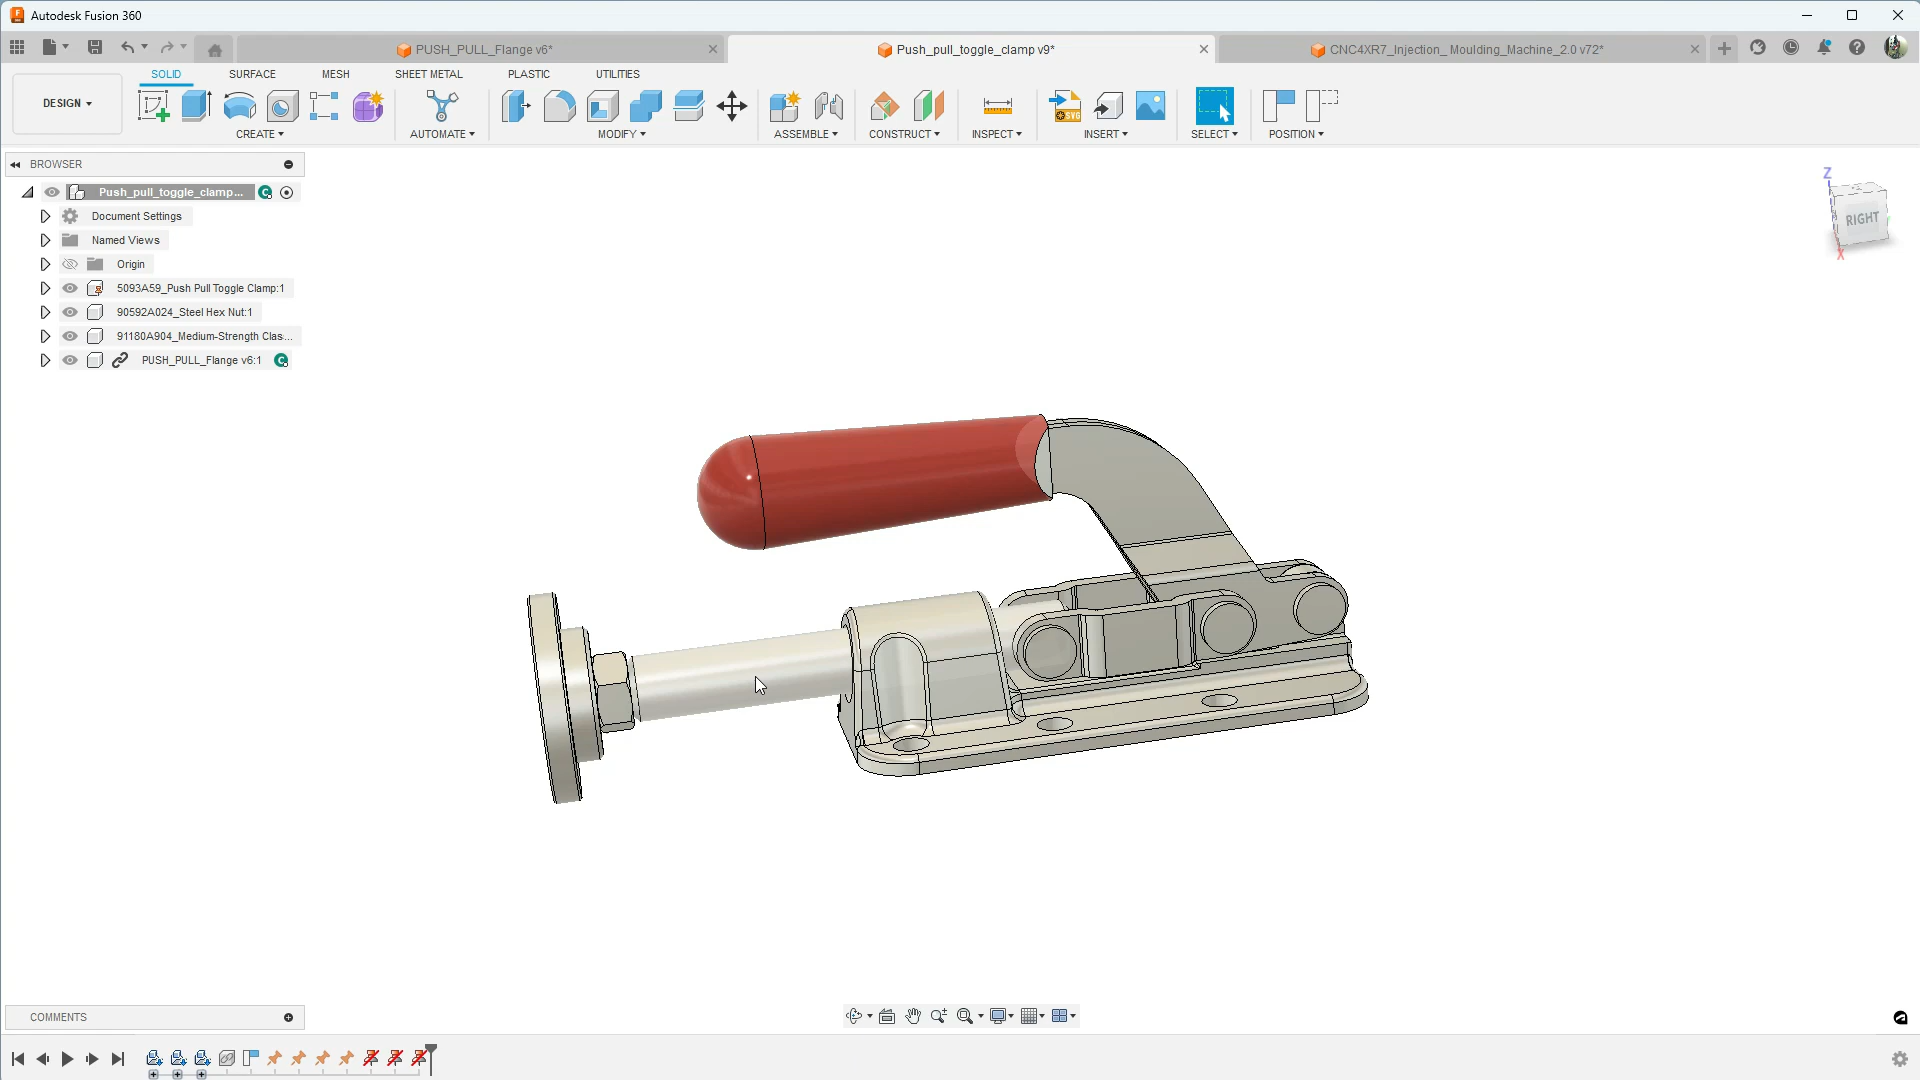 Autodesk Fusion 360
PUSH_PULL_Flange v6*
Push_pull_toggle_clamp v9*
CNC4XR7_Injection_ Moulding_Machine_2.0 v72*
SOLID
SURFACE
MESH
SHEET METAL
PLASTIC
UTILITIES
DESIGN
CREATE
AUTOMATE
MODIFY
ASSEMBLE
CONSTRUCT
INSPECT
INSERT
SELECT
POSITION
SVG
BROWSER
Push_pull_toggle_clamp...
Document Settings
Named Views
Origin
5093A59_Push Pull Toggle Clamp:1
90592A024_Steel Hex Nut:1
91180A904_Medium-Strength Clas...
PUSH_PULL_Flange v6:1
Z
RIGHT
X
COMMENTS